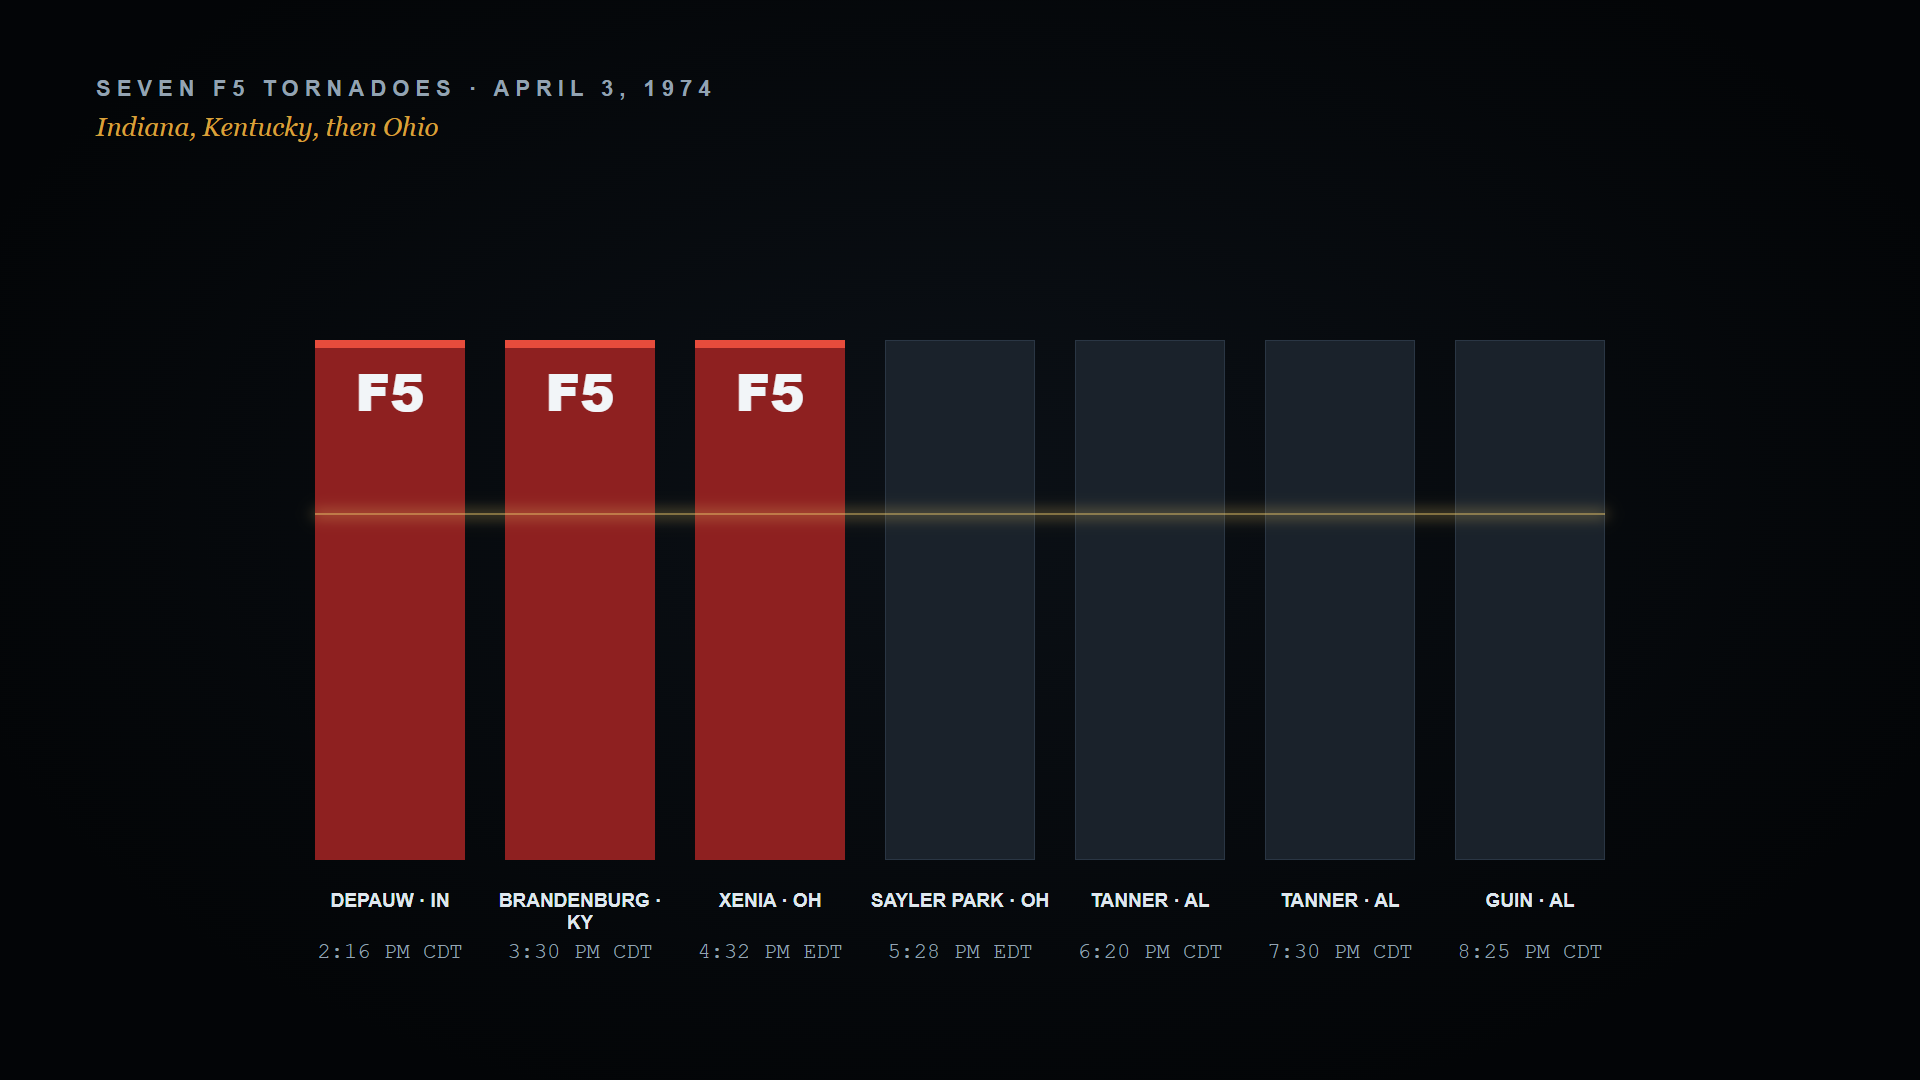 SEVEN F5 TORNADOES · APRIL 3, 1974
Indiana, Kentucky, then Ohio
F5 F5 F5
DEPAUW · IN
2:16 PM CDT
BRANDENBURG ·
KY
3:30 PM CDT
XENIA · OH
4:32 PM EDT
SAYLER PARK · OH
5:28 PM EDT
TANNER · AL
6:20 PM CDT
TANNER · AL
7:30 PM CDT
GUIN · AL
8:25 PM CDT